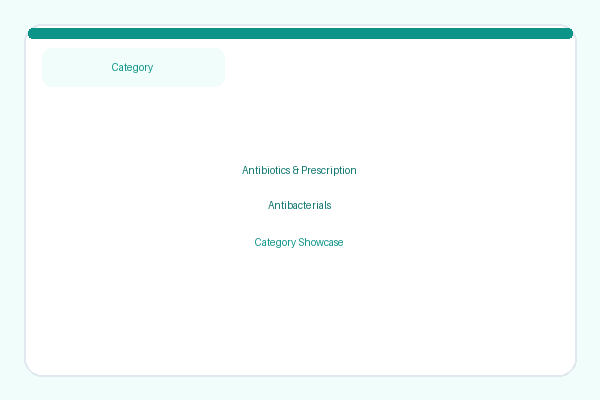 Category
Antibiotics & Prescription
Antibacterials
Category Showcase